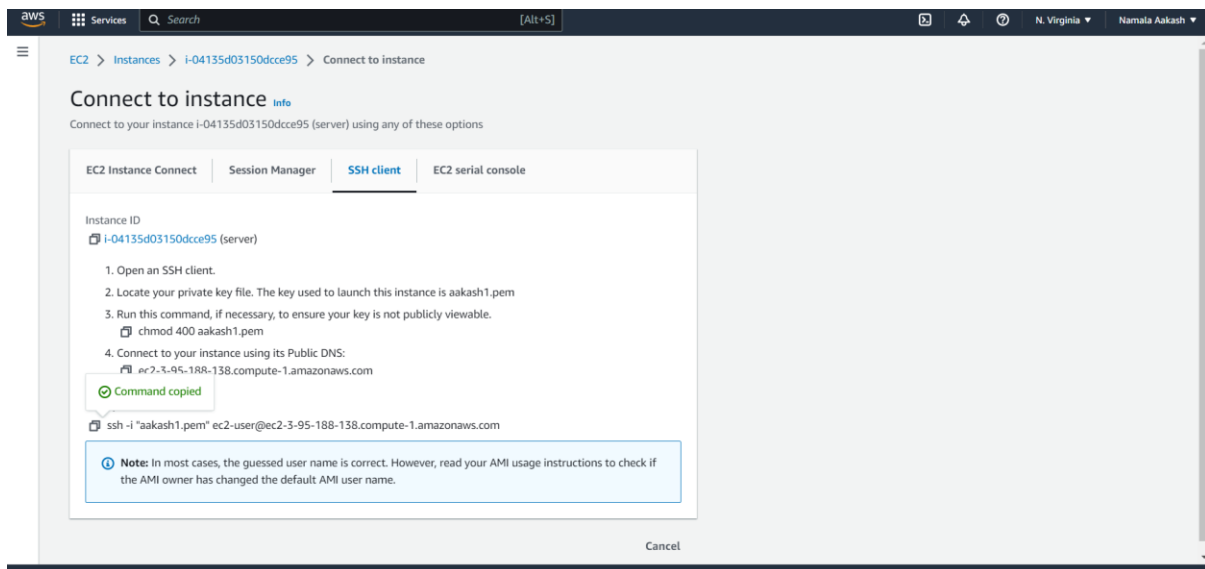 aws Services Search [Alt+S] N. Virginia ▼ Namala Aakash ▼
EC2 > Instances > i-04135d03150dcce95 > Connect to instance
Connect to instance Info
Connect to your instance i-04135d03150dcce95 (server) using any of these options
EC2 Instance Connect Session Manager SSH client EC2 serial console
Instance ID
i-04135d03150dcce95 (server)
1. Open an SSH client.
2. Locate your private key file. The key used to launch this instance is aakash1.pem
3. Run this command, if necessary, to ensure your key is not publicly viewable.
chmod 400 aakash1.pem
4. Connect to your instance using its Public DNS:
ec2-3-95-188-138.compute-1.amazonaws.com
Command copied
ssh -i "aakash1.pem" ec2-user@ec2-3-95-188-138.compute-1.amazonaws.com
Note: In most cases, the guessed user name is correct. However, read your AMI usage instructions to check if
the AMI owner has changed the default AMI user name.
Cancel